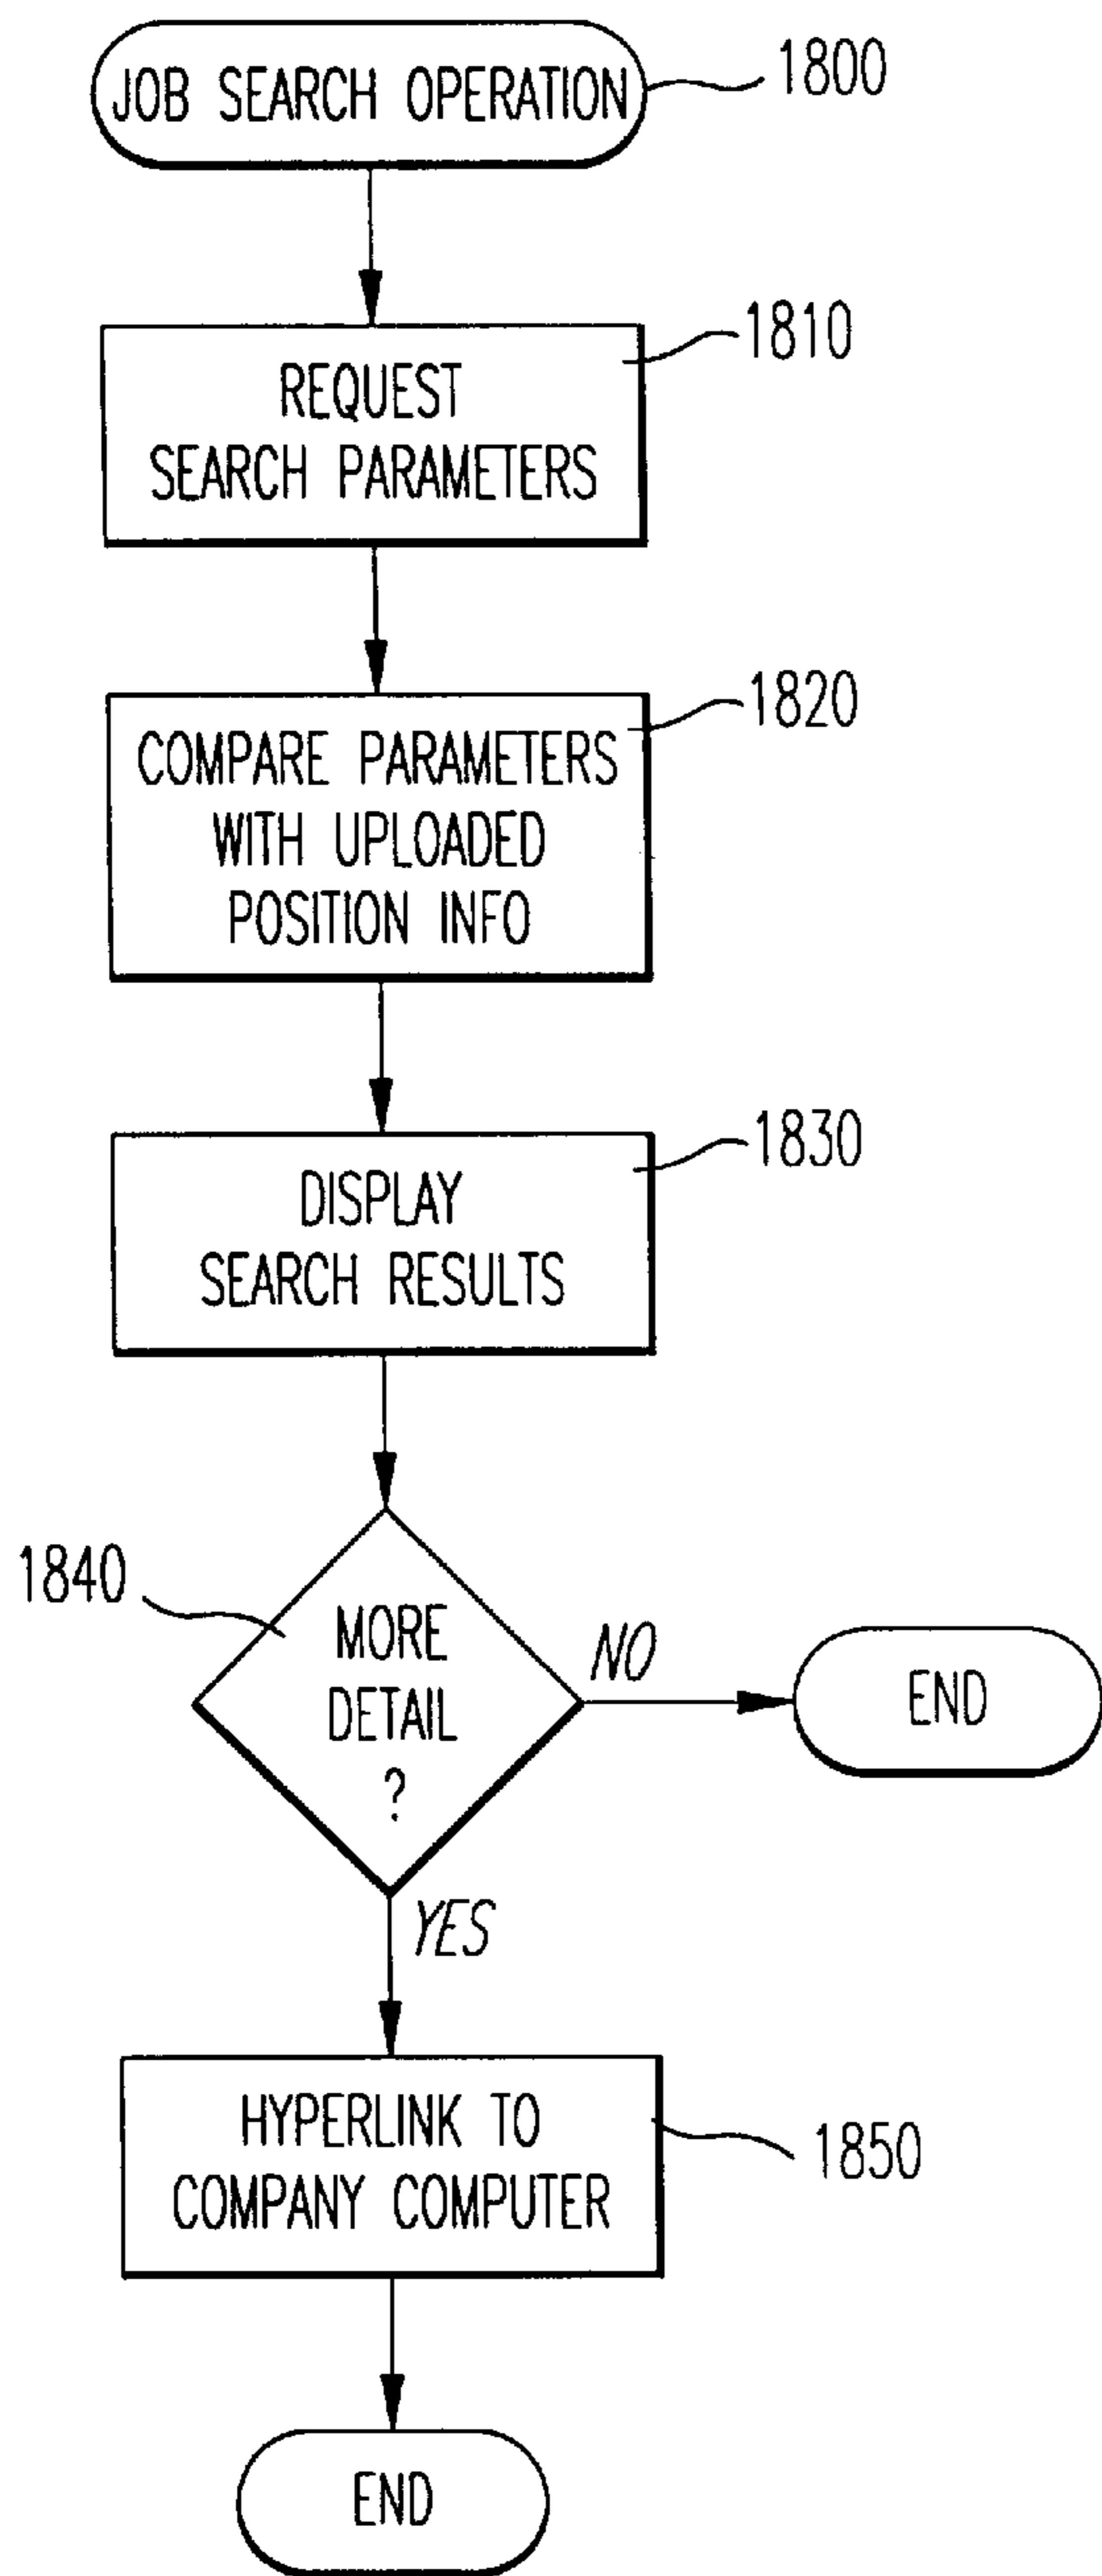 JOB SEARCH OPERATION
1800
REQUEST
SEARCH PARAMETERS
1810
COMPARE PARAMETERS
WITH UPLOADED
POSITION INFO
1820
DISPLAY
SEARCH RESULTS
1830
1840
MORE
DETAIL
?
NO
END
YES
HYPERLINK TO
COMPANY COMPUTER
1850
END